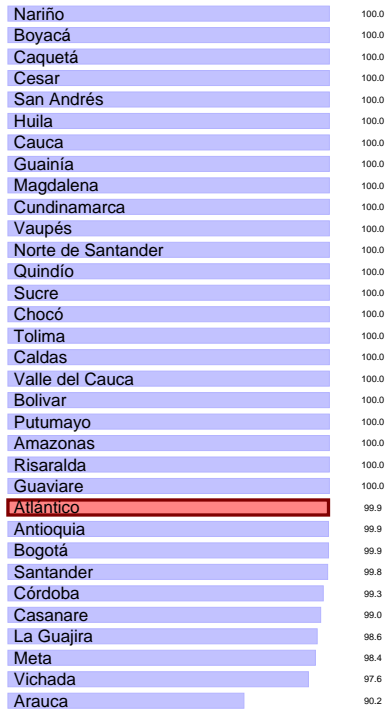 Nariño 100.0
Boyacá 100.0
Caquetá 100.0
Cesar 100.0
San Andrés 100.0
Huila 100.0
Cauca 100.0
Guainía 100.0
Magdalena 100.0
Cundinamarca 100.0
Vaupés 100.0
Norte de Santander 100.0
Quindío 100.0
Sucre 100.0
Chocó 100.0
Tolima 100.0
Caldas 100.0
Valle del Cauca 100.0
Bolivar 100.0
Putumayo 100.0
Amazonas 100.0
Risaralda 100.0
Guaviare 100.0
Atlántico 99.9
Antioquia 99.9
Bogotá 99.9
Santander 99.8
Córdoba 99.3
Casanare 99.0
La Guajira 98.6
Meta 98.4
Vichada 97.6
Arauca 90.2